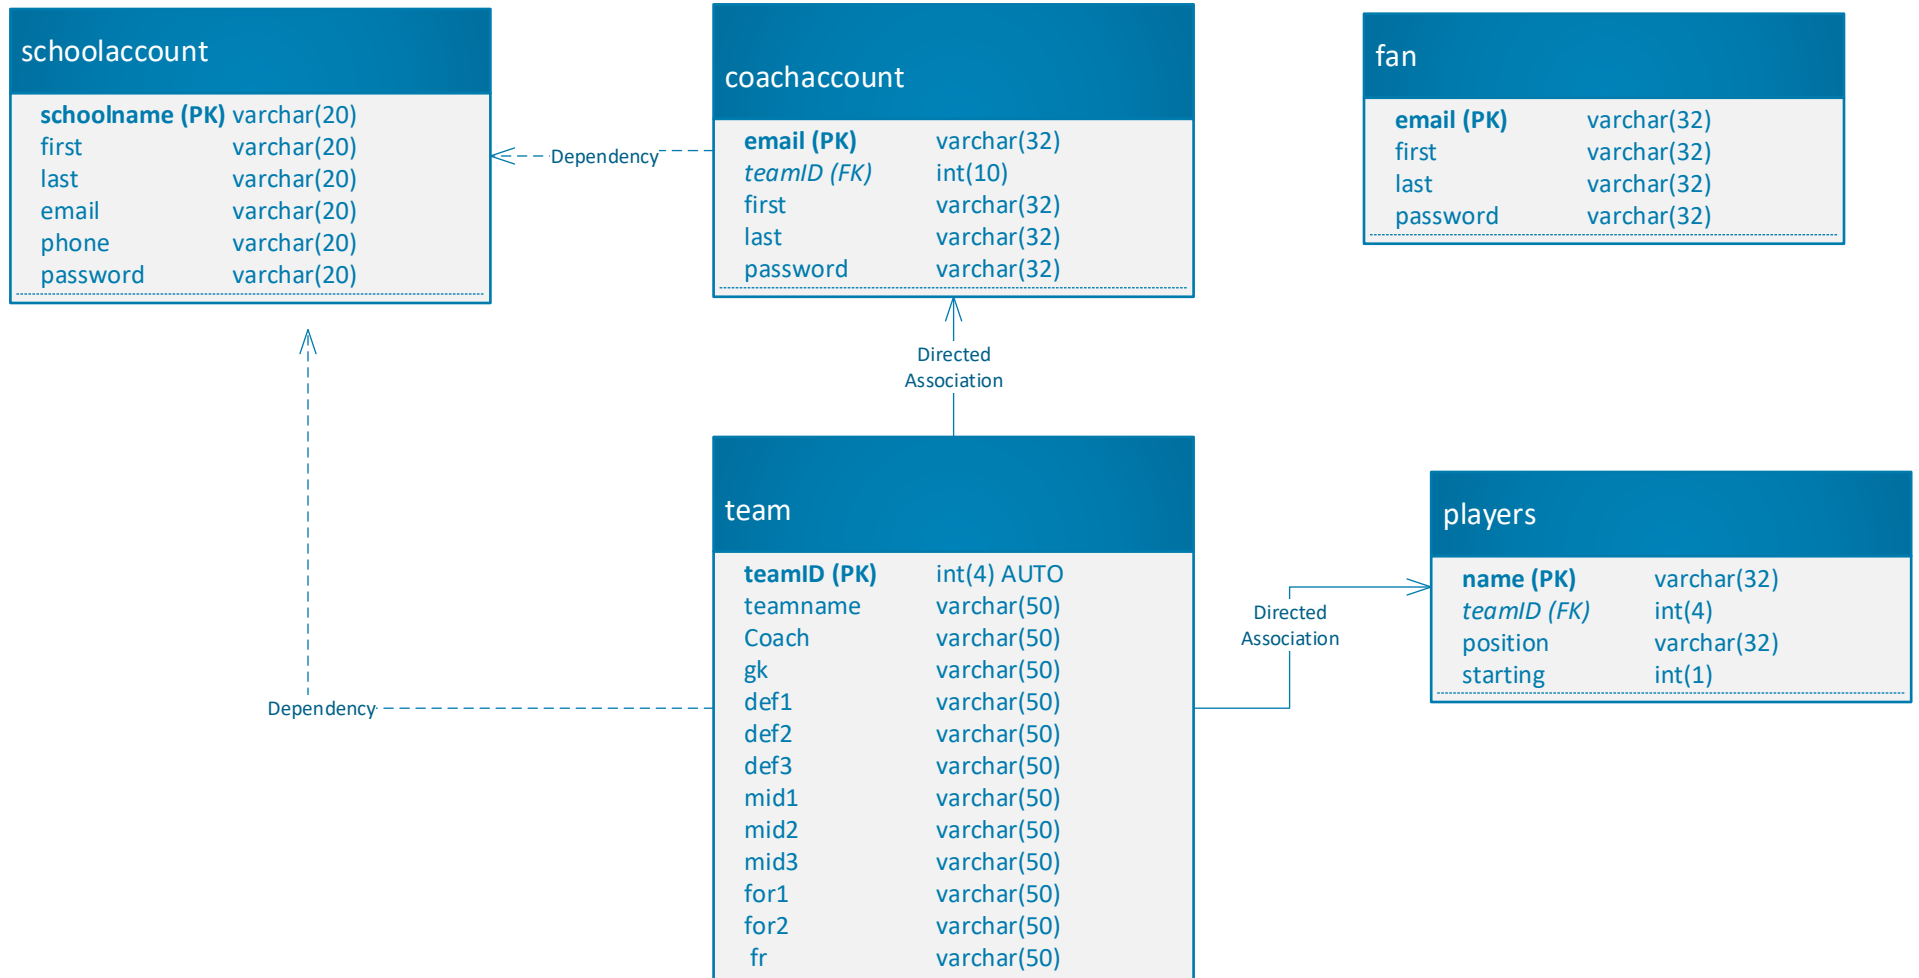 schoolaccount
schoolname (PK) varchar(20)
first varchar(20)
last varchar(20)
email varchar(20)
phone varchar(20)
password varchar(20)
Dependency
coachaccount
email (PK) varchar(32)
teamID (FK) int(10)
first varchar(32)
last varchar(32)
password varchar(32)
fan
email (PK) varchar(32)
first varchar(32)
last varchar(32)
password varchar(32)
Directed
Association
Dependency
team
teamID (PK) int(4) AUTO
teamname varchar(50)
Coach varchar(50)
gk varchar(50)
def1 varchar(50)
def2 varchar(50)
def3 varchar(50)
mid1 varchar(50)
mid2 varchar(50)
mid3 varchar(50)
for1 varchar(50)
for2 varchar(50)
fr varchar(50)
Directed
Association
players
name (PK) varchar(32)
teamID (FK) int(4)
position varchar(32)
starting int(1)